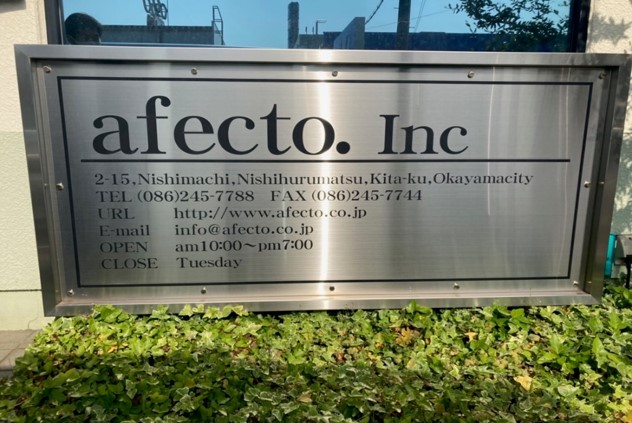 afecto. Inc
2-15,Nishimachi,Nishihurumatsu,Kita-ku,Okayamacity
TEL (086)245-7788 FAX (086)245-7744
URL http://www.afecto.co.jp
E-mail info@afecto.co.jp
OPEN am10:00～pm7:00
CLOSE Tuesday